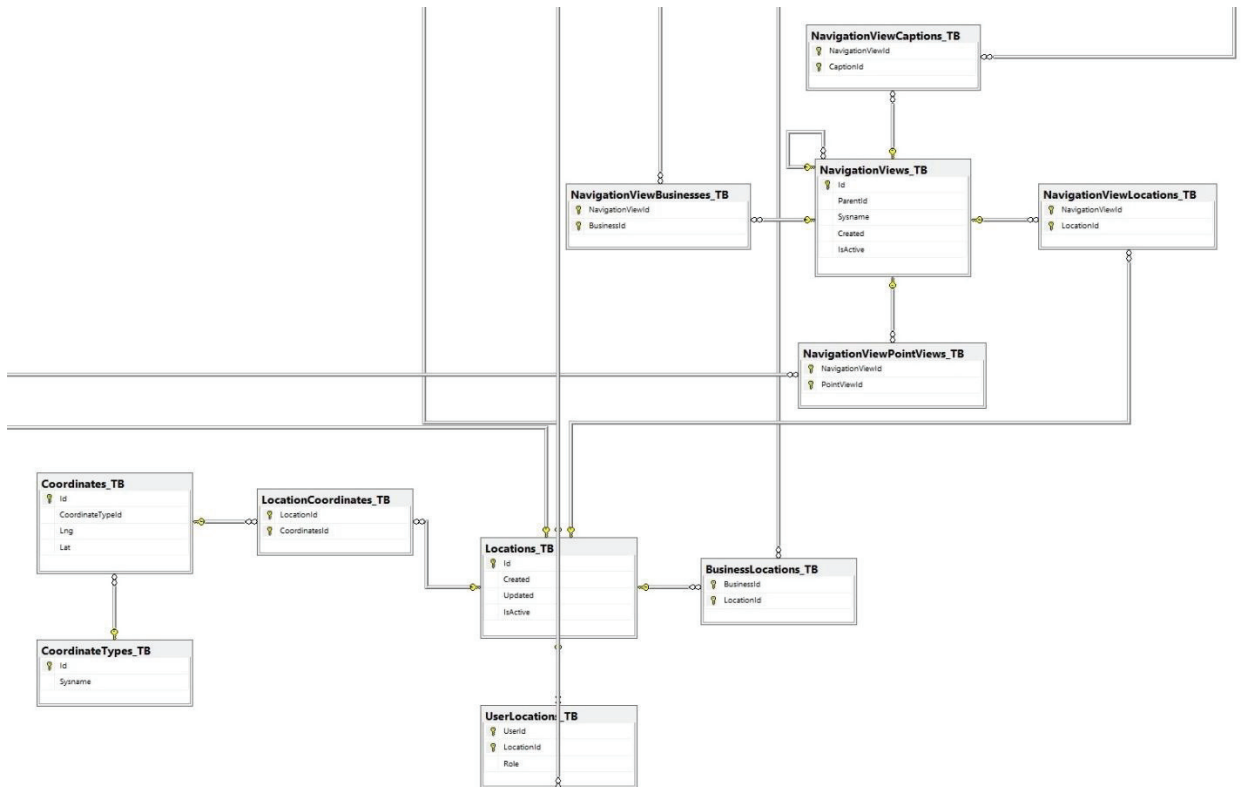 NavigationViewCaptions_TB
NavigationViewId
CaptionId
NavigationViews_TB
Id
ParentId
Sysname
Created
IsActive
NavigationViewBusinesses_TB
NavigationViewId
BusinessId
NavigationViewLocations_TB
NavigationViewId
LocationId
NavigationViewPointViews_TB
NavigationViewId
PointViewId
Coordinates_TB
Id
CoordinateTypeId
Lng
Lat
LocationCoordinates_TB
LocationId
CoordinatesId
Locations_TB
Id
Created
Updated
IsActive
BusinessLocations_TB
BusinessId
LocationId
CoordinateTypes_TB
Id
Sysname
UserLocations_TB
UserId
LocationId
Role